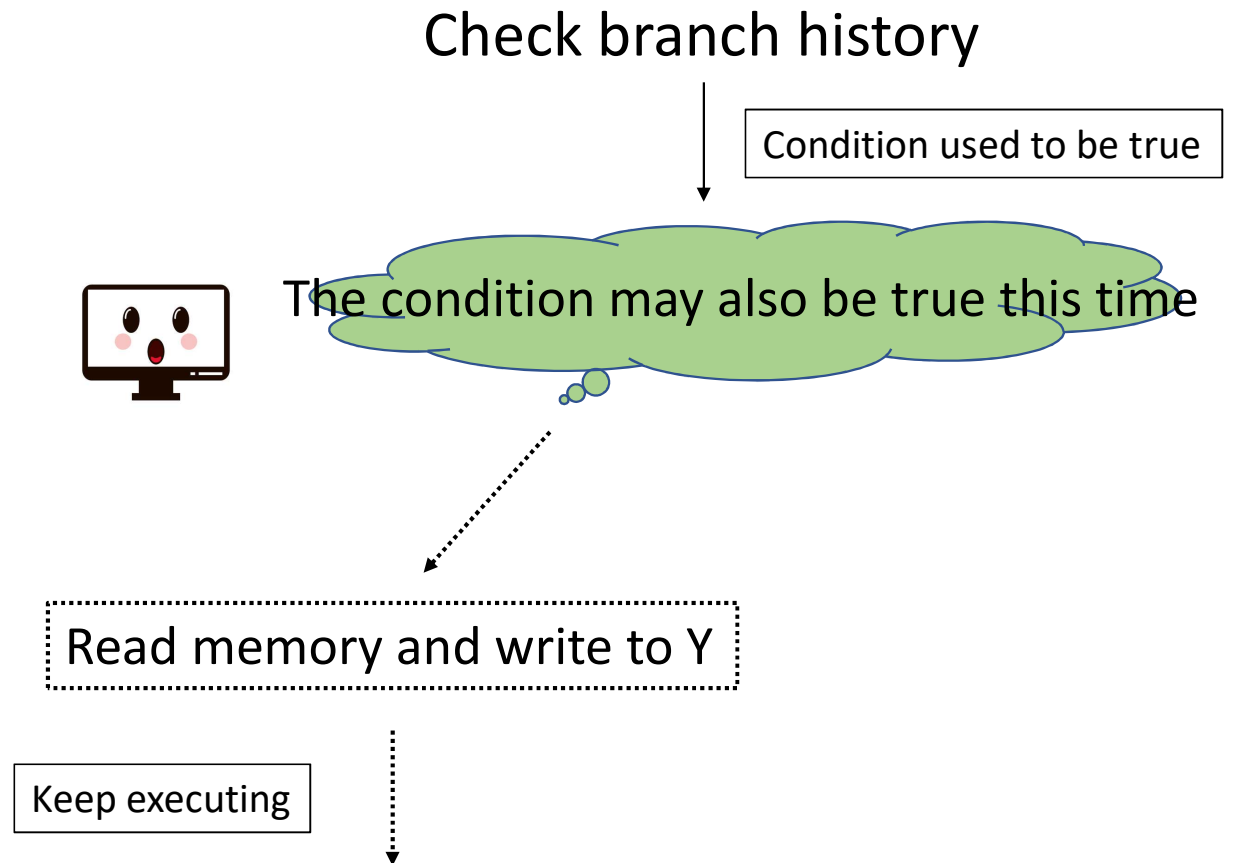 Check branch history
Condition used to be true
The condition may also be true this time
Read memory and write to Y
Keep executing